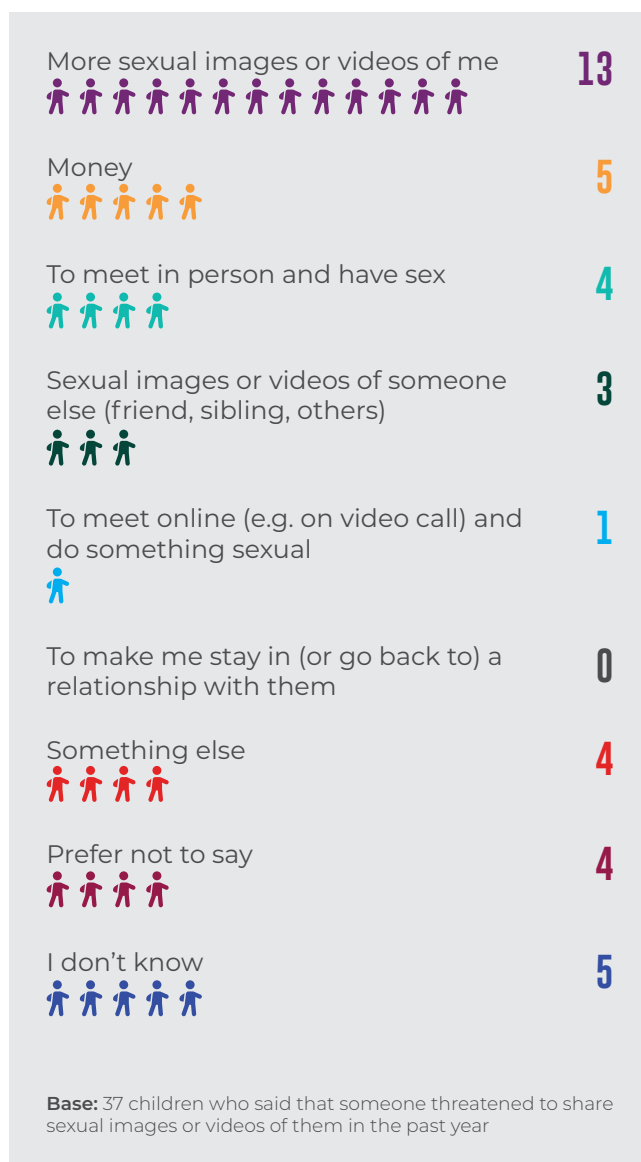 More sexual images or videos of me 13
Money 5
To meet in person and have sex 4
Sexual images or videos of someone
else (friend, sibling, others) 3
To meet online (e.g. on video call) and
do something sexual 1
To make me stay in (or go back to) a
relationship with them 0
Something else 4
Prefer not to say 4
I don’t know 5
Base: 37 children who said that someone threatened to share
sexual images or videos of them in the past year